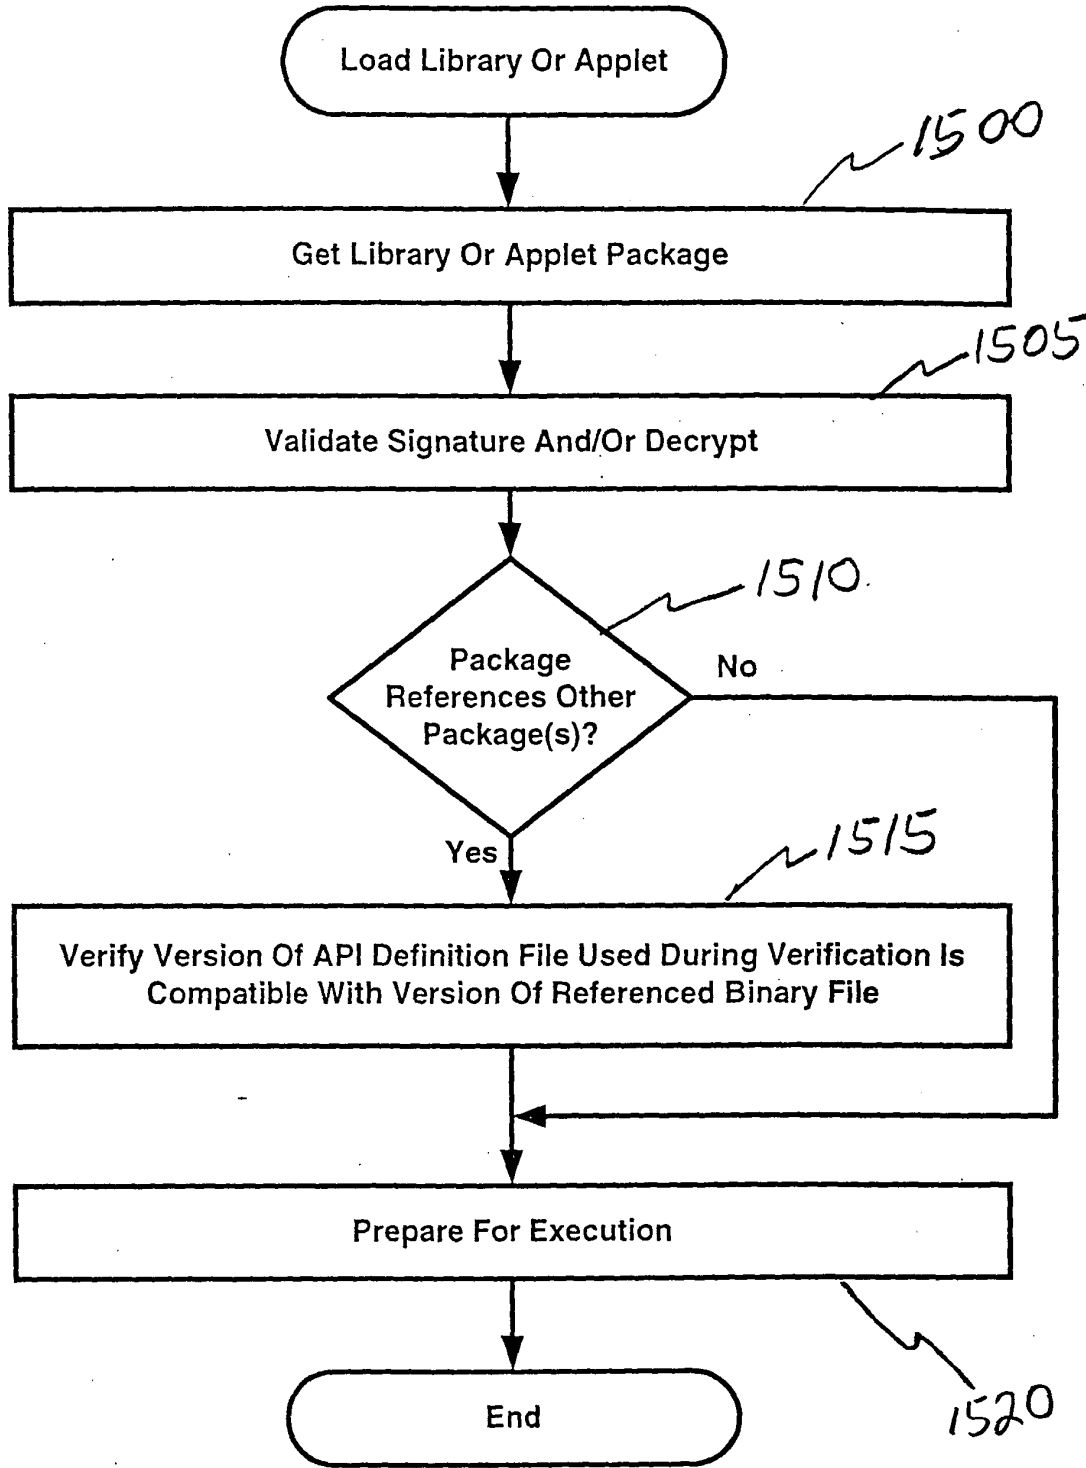 Load Library Or Applet
1500
Get Library Or Applet Package
1505
Validate Signature And/Or Decrypt
1510
Package
References Other
Package(s)?
No
Yes
1515
Verify Version Of API Definition File Used During Verification Is
Compatible With Version Of Referenced Binary File
Prepare For Execution
1520
End